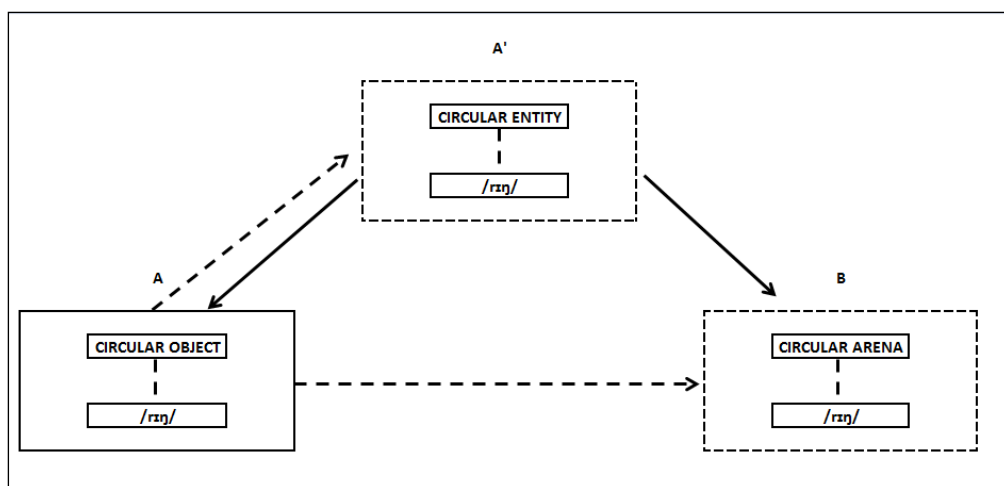 A'
CIRCULAR ENTITY
/rɪŋ/
A
CIRCULAR OBJECT
/rɪŋ/
B
CIRCULAR ARENA
/rɪŋ/